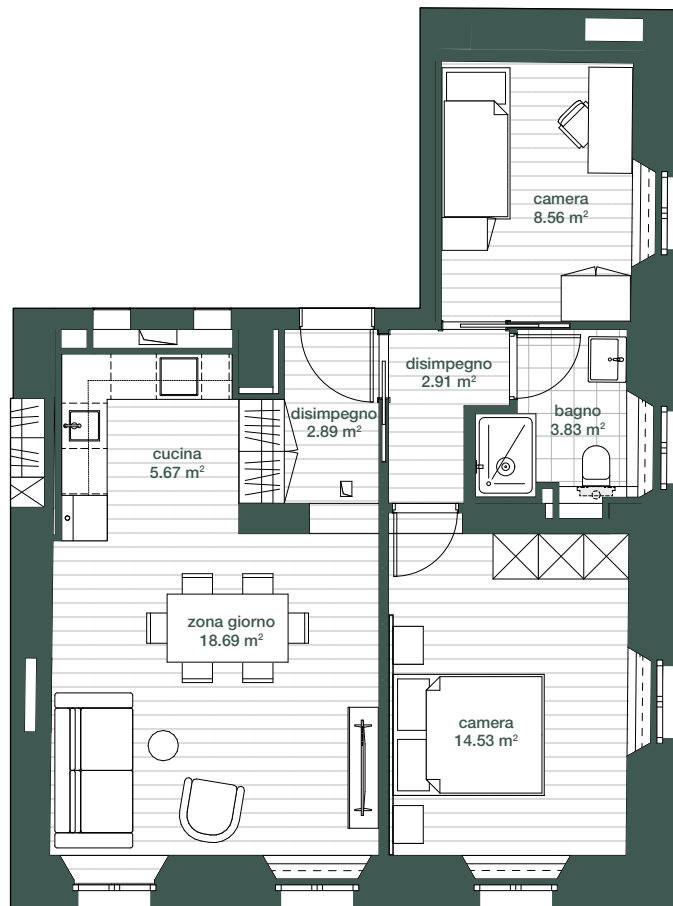 camera
8.56 m²
disimpegno
2.91 m²
disimpegno
2.89 m²
bagno
3.83 m²
cucina
5.67 m²
zona giorno
18.69 m²
camera
14.53 m²